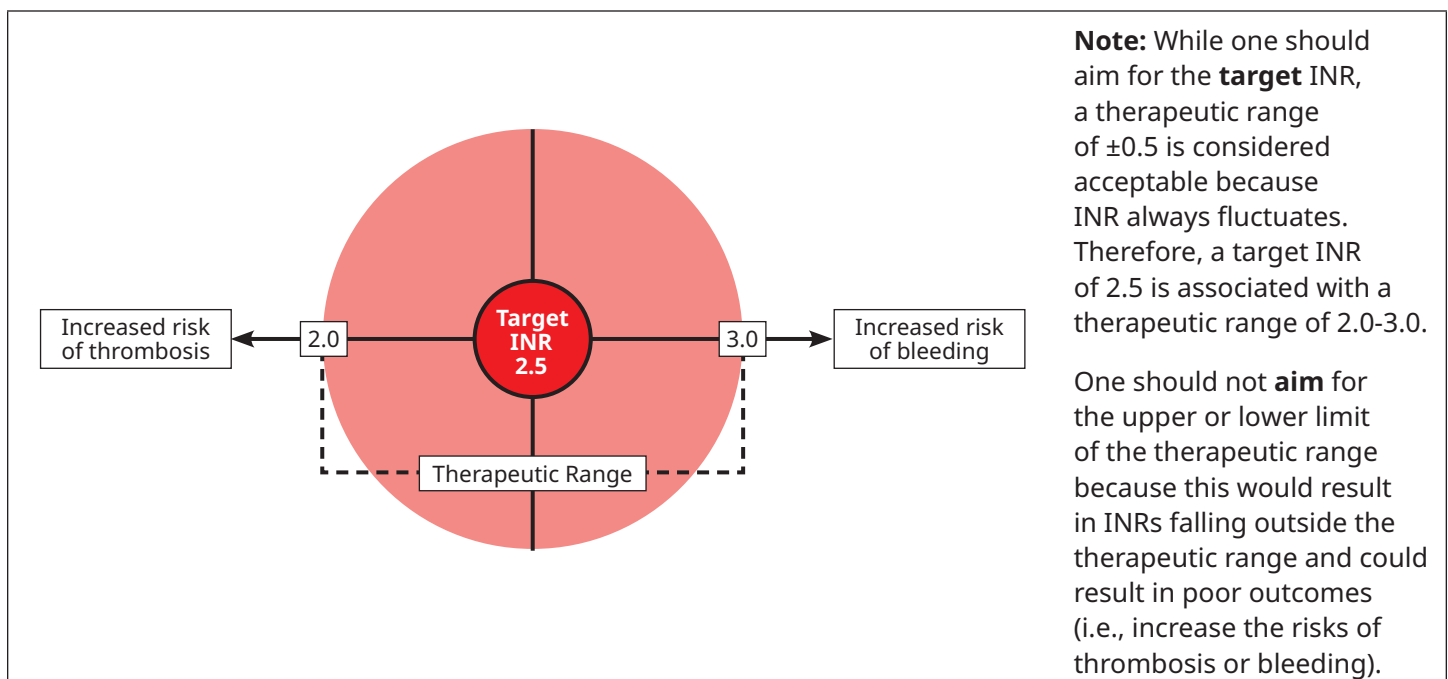 Increased risk
of thrombosis
2.0
Target
INR
2.5
3.0
Increased risk
of bleeding
Therapeutic Range
Note: While one should
aim for the target INR,
a therapeutic range
of ±0.5 is considered
acceptable because
INR always fluctuates.
Therefore, a target INR
of 2.5 is associated with a
therapeutic range of 2.0-3.0.
One should not aim for
the upper or lower limit
of the therapeutic range
because this would result
in INRs falling outside the
therapeutic range and could
result in poor outcomes
(i.e., increase the risks of
thrombosis or bleeding).